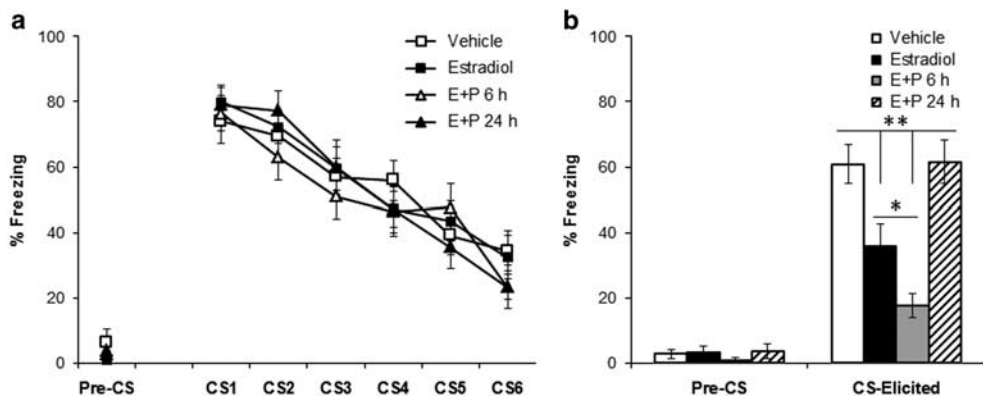 a
100
80
60
40
20
0
% Freezing
Vehicle
Estradiol
E+P 6 h
E+P 24 h
Pre-CS CS1 CS2 CS3 CS4 CS5 CS6
b
100
80
60
40
20
0
% Freezing
Vehicle
Estradiol
E+P 6 h
E+P 24 h
**
*
Pre-CS CS-Elicited